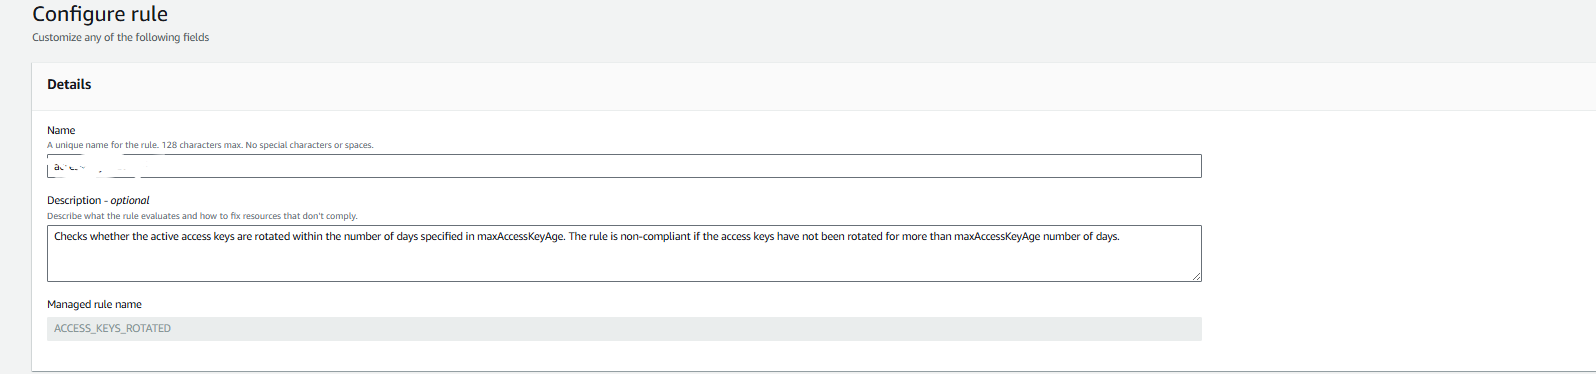 Configure rule
Customize any of the following fields
Details
Name
A unique name for the rule. 128 characters max. No special characters or spaces.
Description - optional
Describe what the rule evaluates and how to fix resources that don't comply.
Checks whether the active access keys are rotated within the number of days specified in maxAccessKeyAge. The rule is non-compliant if the access keys have not been rotated for more than maxAccessKeyAge number of days.
Managed rule name
ACCESS_KEYS_ROTATED